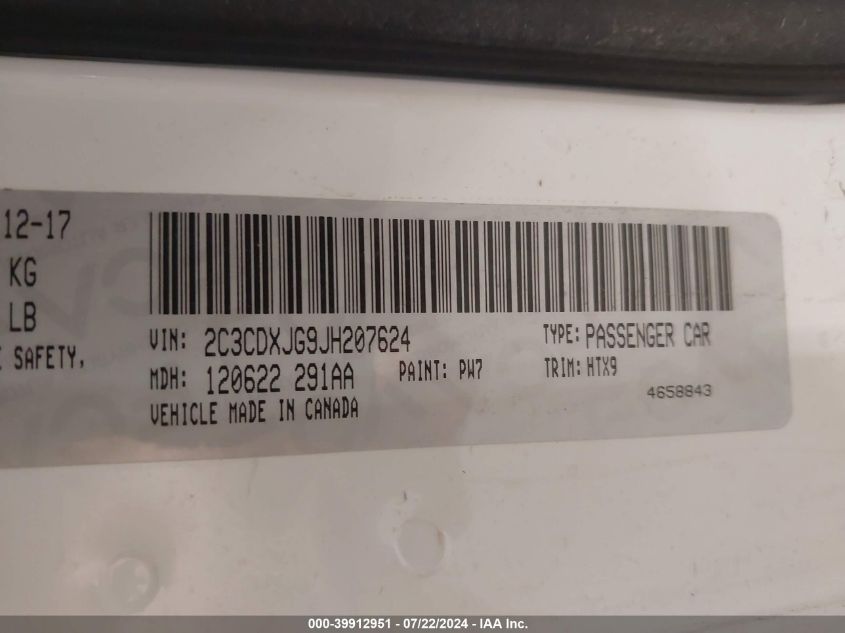 12-17
KG
LB
SAFETY,
VIN: 2C3CDXJG9JH207624 TYPE: PASSENGER CAR
MDH: 120622 291AA PAINT: PW7 TRIM: HTX9
VEHICLE MADE IN CANADA 4658843
000-39912951 - 07/22/2024 - IAA Inc.